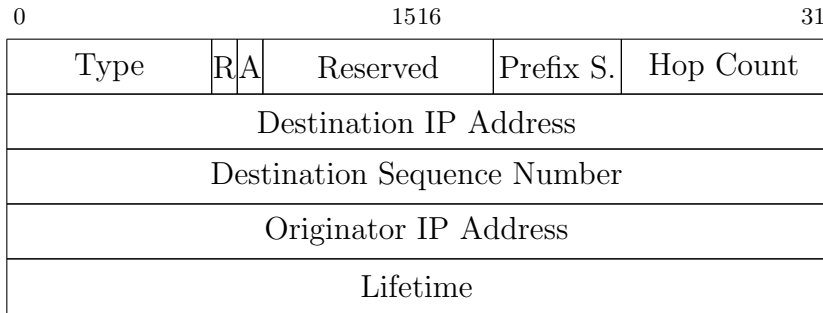 0 1516 31
Type R A Reserved Prefix S. Hop Count
Destination IP Address
Destination Sequence Number
Originator IP Address
Lifetime